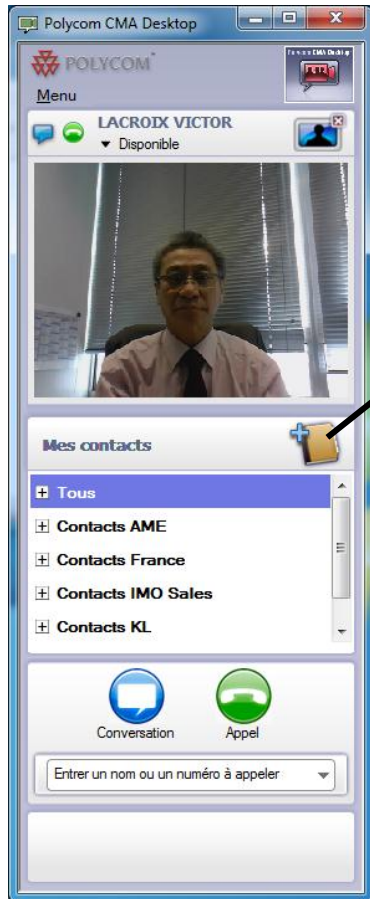 Polycom CMA Desktop
POLYCOM
Menu
LACROIX VICTOR
Disponible
Mes contacts
Tous
Contacts AME
Contacts France
Contacts IMO Sales
Contacts KL
Conversation
Appel
Entrer un nom ou un numéro à appeler